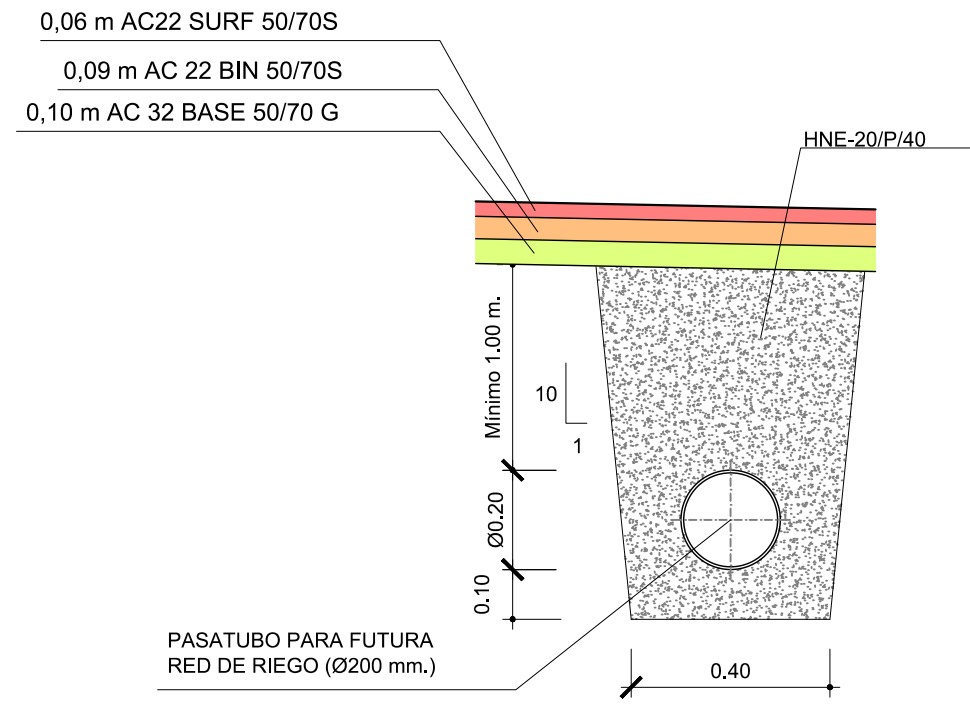 0,06 m AC22 SURF 50/70S
0,09 m AC 22 BIN 50/70S
0,10 m AC 32 BASE 50/70 G
HNE-20/P/40
Mínimo 1.00 m.
10
1
Ø0.20
0.10
PASATUBO PARA FUTURA
RED DE RIEGO (Ø200 mm.)
0.40